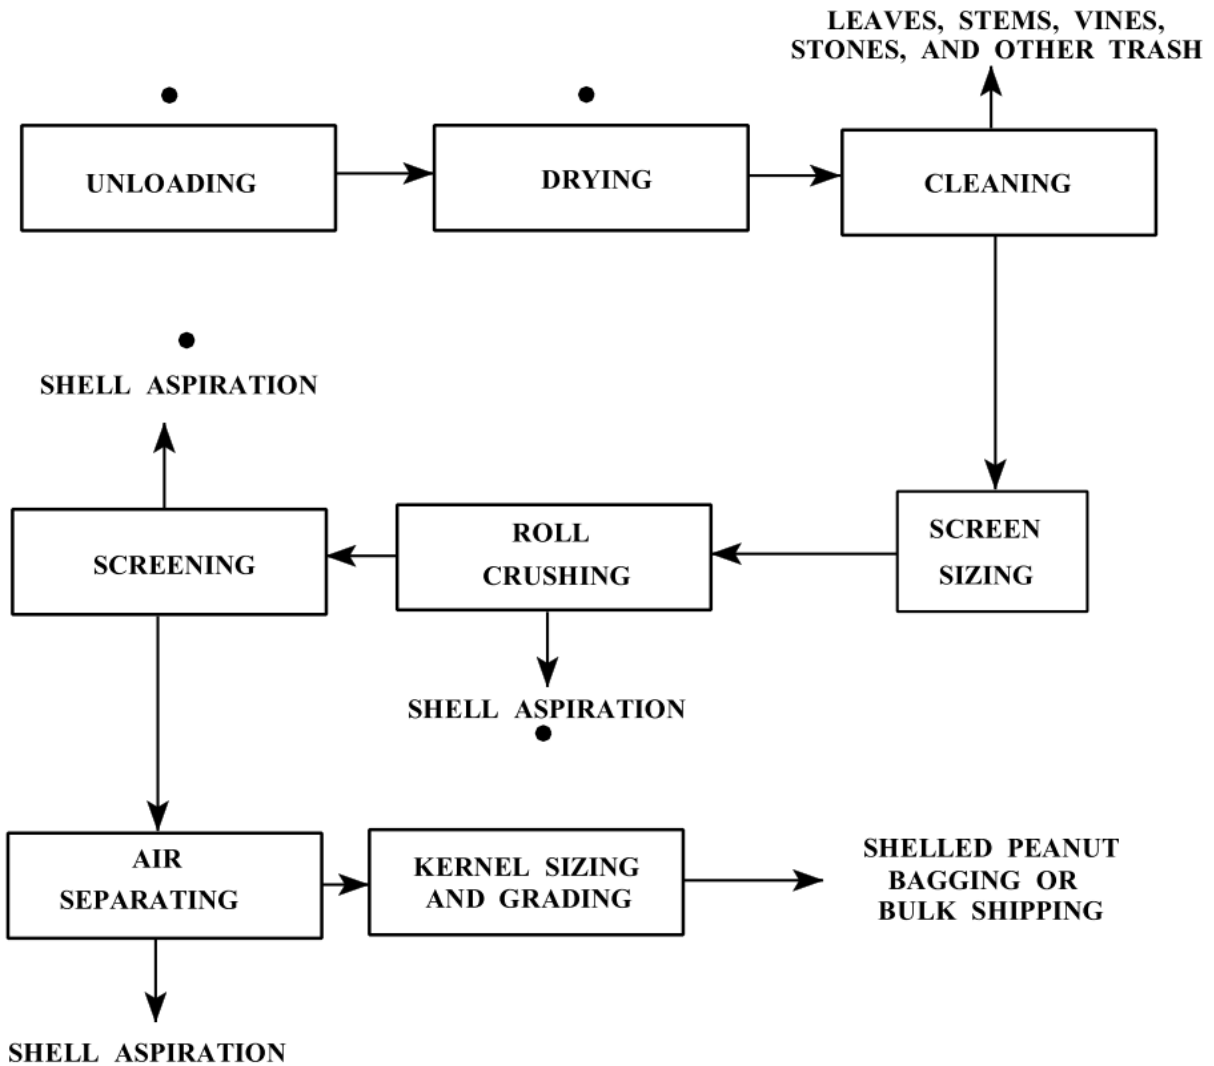 LEAVES, STEMS, VINES,
STONES, AND OTHER TRASH
UNLOADING
DRYING
CLEANING
SHELL ASPIRATION
SCREENING
ROLL
CRUSHING
SCREEN
SIZING
SHELL ASPIRATION
AIR
SEPARATING
KERNEL SIZING
AND GRADING
SHELLED PEANUT
BAGGING OR
BULK SHIPPING
SHELL ASPIRATION